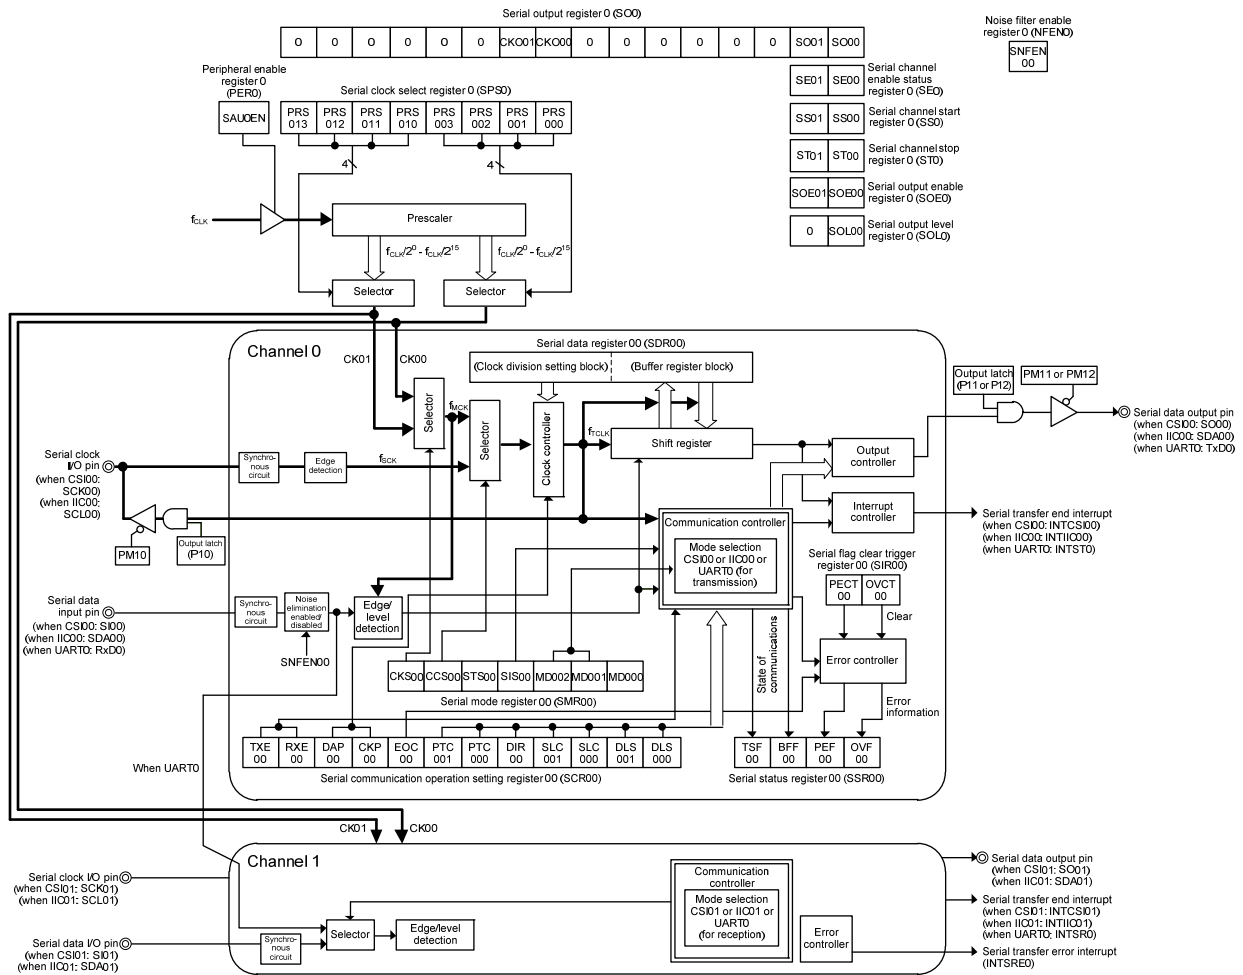 Serial output register 0 (SO0)
0 0 0 0 0 0 CKO01 CKO00 0 0 0 0 0 0 SO01 SO00
Noise filter enable
register 0 (NFEN0)
SNFEN
00
Peripheral enable
register 0
(PER0)
SAU0EN
Serial clock select register 0 (SPS0)
PRS PRS PRS PRS PRS PRS PRS PRS
013 012 011 010 003 002 001 000
4
4
SE01 SE00
Serial channel
enable status
register 0 (SE0)
SS01 SS00
Serial channel start
register 0 (SS0)
ST01 ST00
Serial channel stop
register 0 (ST0)
SOE01 SOE00
Serial output enable
register 0 (SOE0)
0 SOL00
Serial output level
register 0 (SOL0)
fCLK
Prescaler
fCLK/2⁰ - fCLK/2¹⁵
fCLK/2⁰ - fCLK/2¹⁵
Selector
Selector
Channel 0
CK01
CK00
Serial data register 00 (SDR00)
(Clock division setting block)
(Buffer register block)
Selector
fMCK
Selector
Clock controller
fTCLK
Shift register
Output latch
(P11 or P12)
PM11 or PM12
Serial data output pin
(when CSI00: SO00)
(when IIC00: SDA00)
(when UART0: TxD0)
Output
controller
Serial clock
I/O pin
(when CSI00:
SCK00)
(when IIC00:
SCL00)
Synchro-
nous
circuit
Edge
detection
fSCK
PM10
Output latch
(P10)
Communication controller
Mode selection
CSI00 or IIC00 or
UART0 (for
transmission)
Interrupt
controller
Serial transfer end interrupt
(when CSI00: INTCSI00)
(when IIC00: INTIIC00)
(when UART0: INTST0)
Serial flag clear trigger
register 00 (SIR00)
PECT OVCT
00 00
Clear
Serial data
input pin
(when CSI00: SI00)
(when IIC00: SDA00)
(when UART0: RxD0)
Synchro-
nous
circuit
Noise
elimination
enabled/
disabled
SNFEN00
Edge/
level
detection
State of
communications
Error controller
Error
information
CKS00 CCS00 STS00 SIS00 MD002 MD001 MD000
Serial mode register 00 (SMR00)
TXE RXE DAP CKP EOC PTC PTC DIR SLC SLC DLS DLS
00 00 00 00 00 001 000 00 001 000 001 000
Serial communication operation setting register 00 (SCR00)
TSF BFF PEF OVF
00 00 00 00
Serial status register 00 (SSR00)
When UART0
CK01
CK00
Channel 1
Serial clock I/O pin
(when CSI01: SCK01)
(when IIC01: SCL01)
Serial data I/O pin
(when CSI01: SI01)
(when IIC01: SDA01)
Synchro-
nous
circuit
Selector
Edge/level
detection
Communication
controller
Mode selection
CSI01 or IIC01 or
UART0
(for reception)
Error
controller
Serial data output pin
(when CSI01: SO01)
(when IIC01: SDA01)
Serial transfer end interrupt
(when CSI01: INTCSI01)
(when IIC01: INTIIC01)
(when UART0: INTSR0)
Serial transfer error interrupt
(INTSRE0)